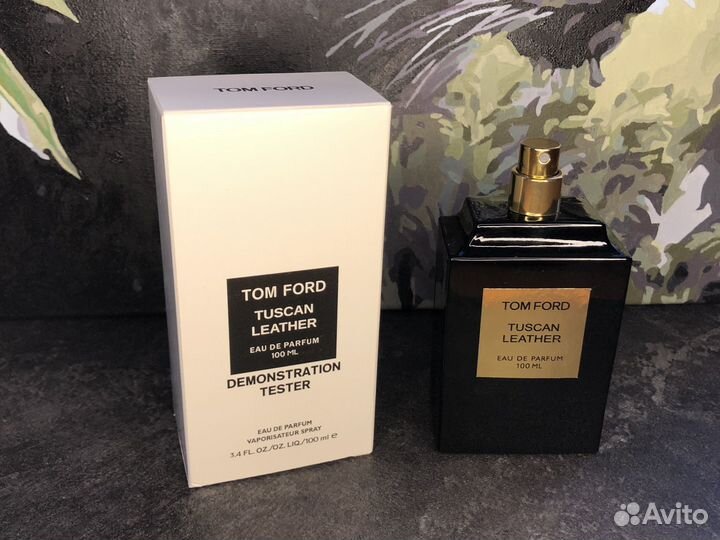 TOM FORD
TOM FORD
TUSCAN
LEATHER
EAU DE PARFUM
100 ML
DEMONSTRATION
TESTER
EAU DE PARFUM
VAPORISATEUR SPRAY
3.4 FL. OZ./OZ. LIQ./100 ml e
TOM FORD
TUSCAN
LEATHER
EAU DE PARFUM
100 ML
Avito